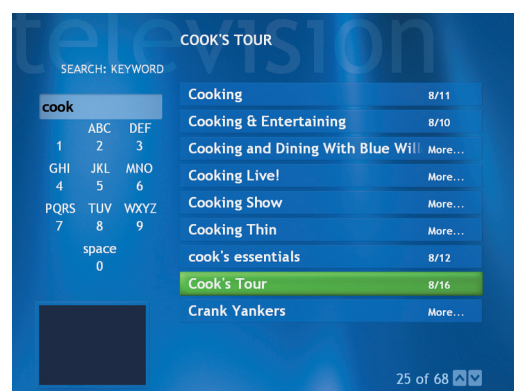 television
COOK'S TOUR
SEARCH: KEYWORD
cook
ABC DEF
1 2 3
GHI JKL MNO
4 5 6
PQRS TUV WXYZ
7 8 9
space
0
Cooking 8/11
Cooking & Entertaining 8/10
Cooking and Dining With Blue Will More...
Cooking Live! More...
Cooking Show More...
Cooking Thin More...
cook's essentials 8/12
Cook's Tour 8/16
Crank Yankers More...
25 of 68